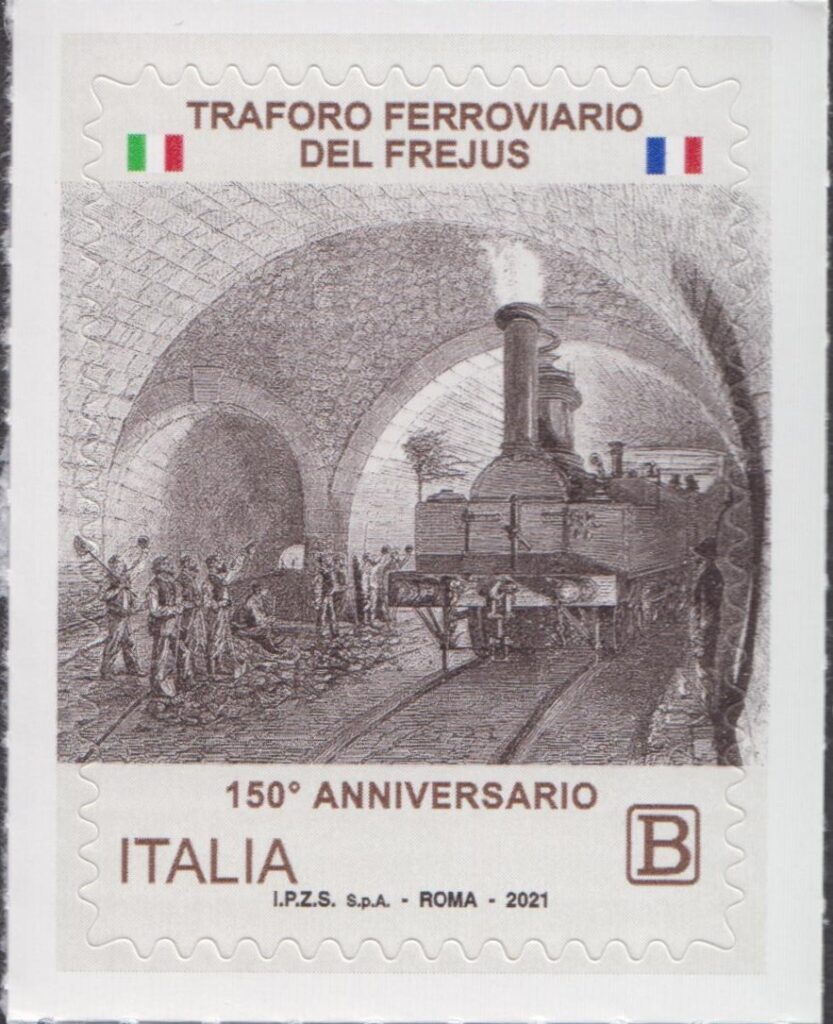 TRAFORO FERROVIARIO
DEL FREJUS
150° ANNIVERSARIO
ITALIA
B
I.P.Z.S. S.p.A. - ROMA - 2021